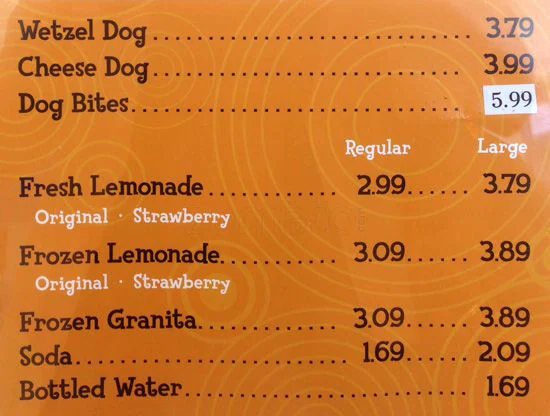 Wetzel Dog 3.79
Cheese Dog 3.99
Dog Bites 5.99
Regular Large
Fresh Lemonade 2.99 3.79
Original · Strawberry
Frozen Lemonade 3.09 3.89
Original · Strawberry
Frozen Granita 3.09 3.89
Soda 1.69 2.09
Bottled Water 1.69